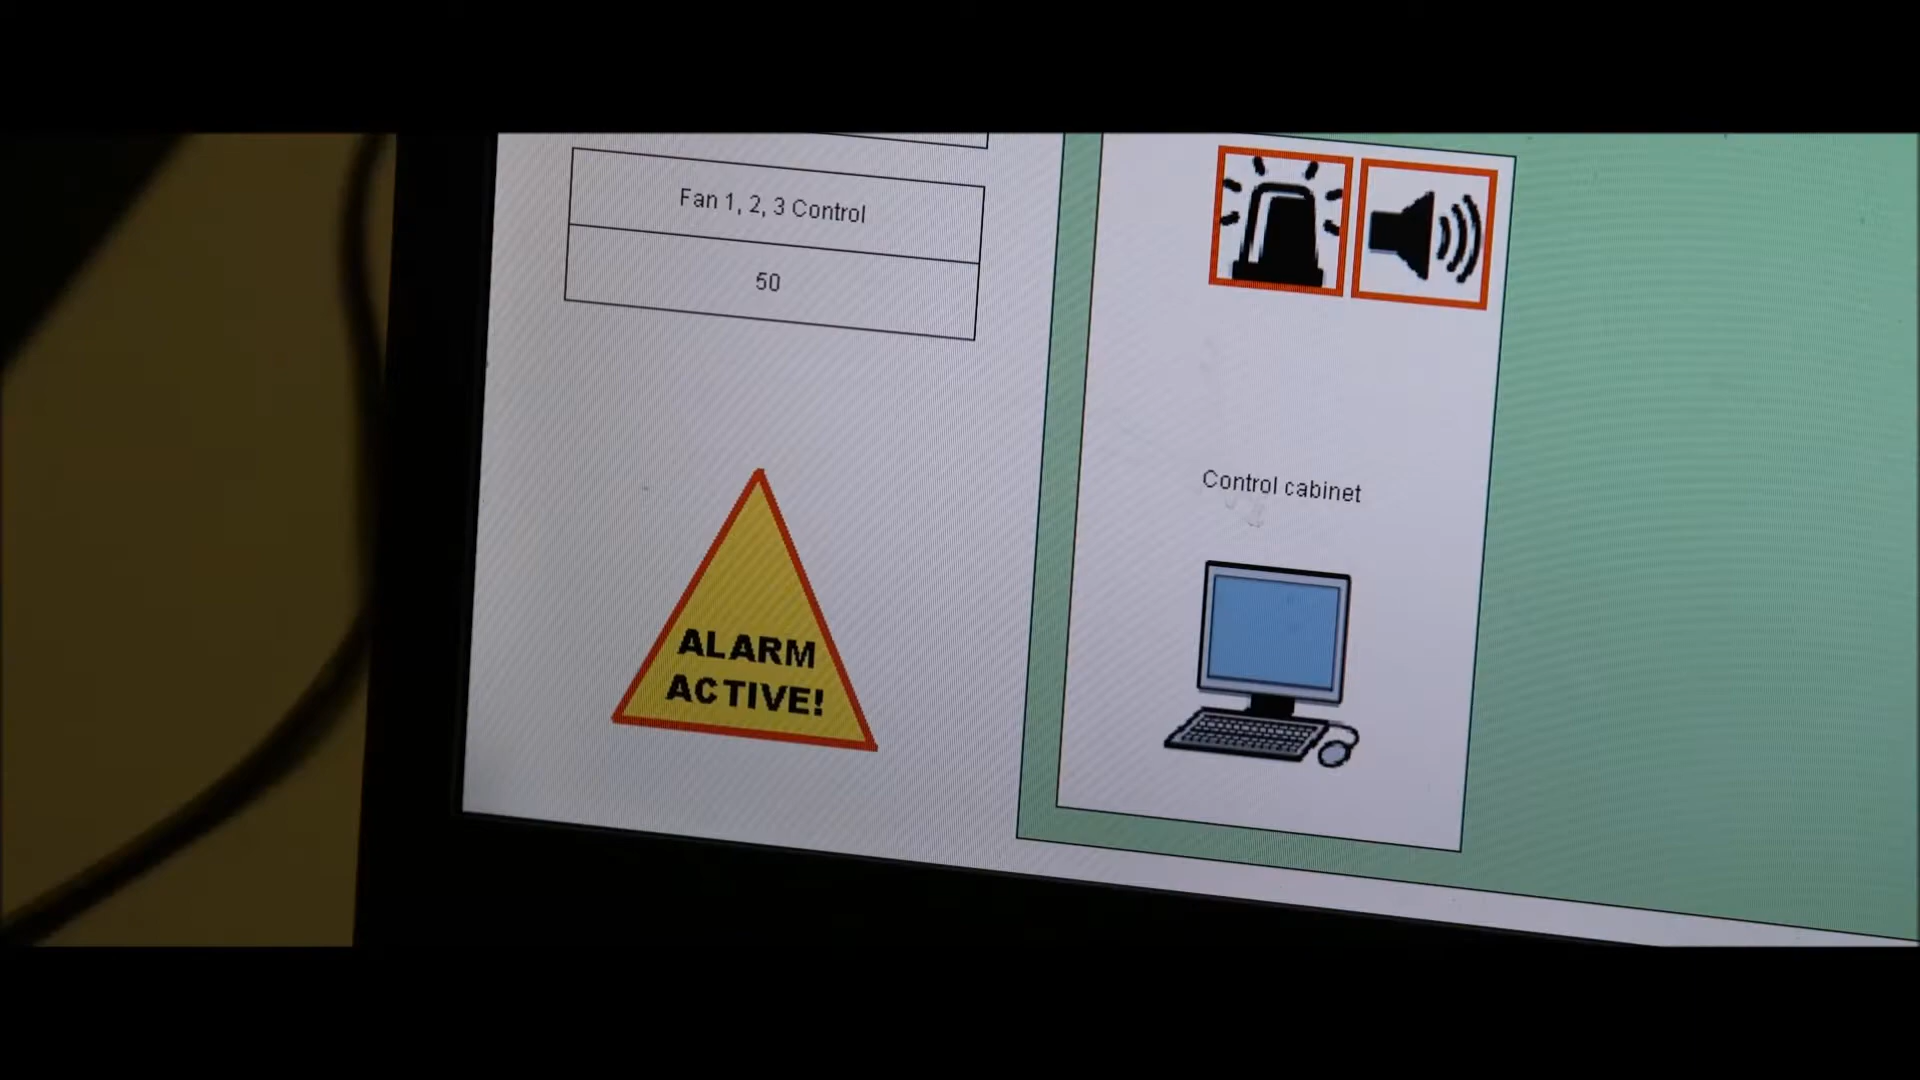 Fan 1, 2, 3 Control
50
ALARM
ACTIVE!
Control cabinet